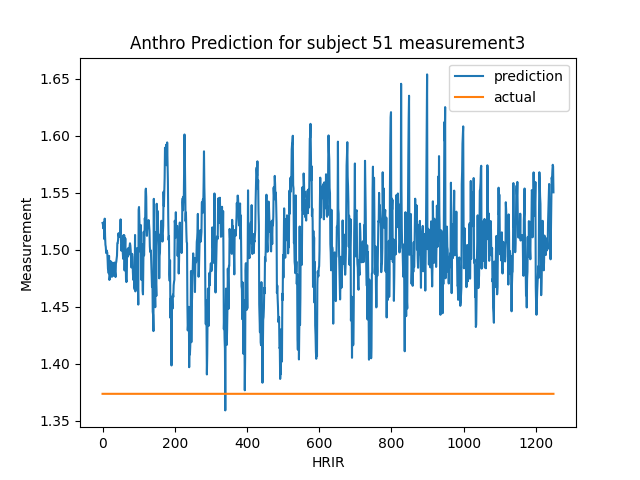 Anthro Prediction for subject 51 measurement3
prediction
actual
Measurement
1.65
1.60
1.55
1.50
1.45
1.40
1.35
0 200 400 600 800 1000 1200
HRIR